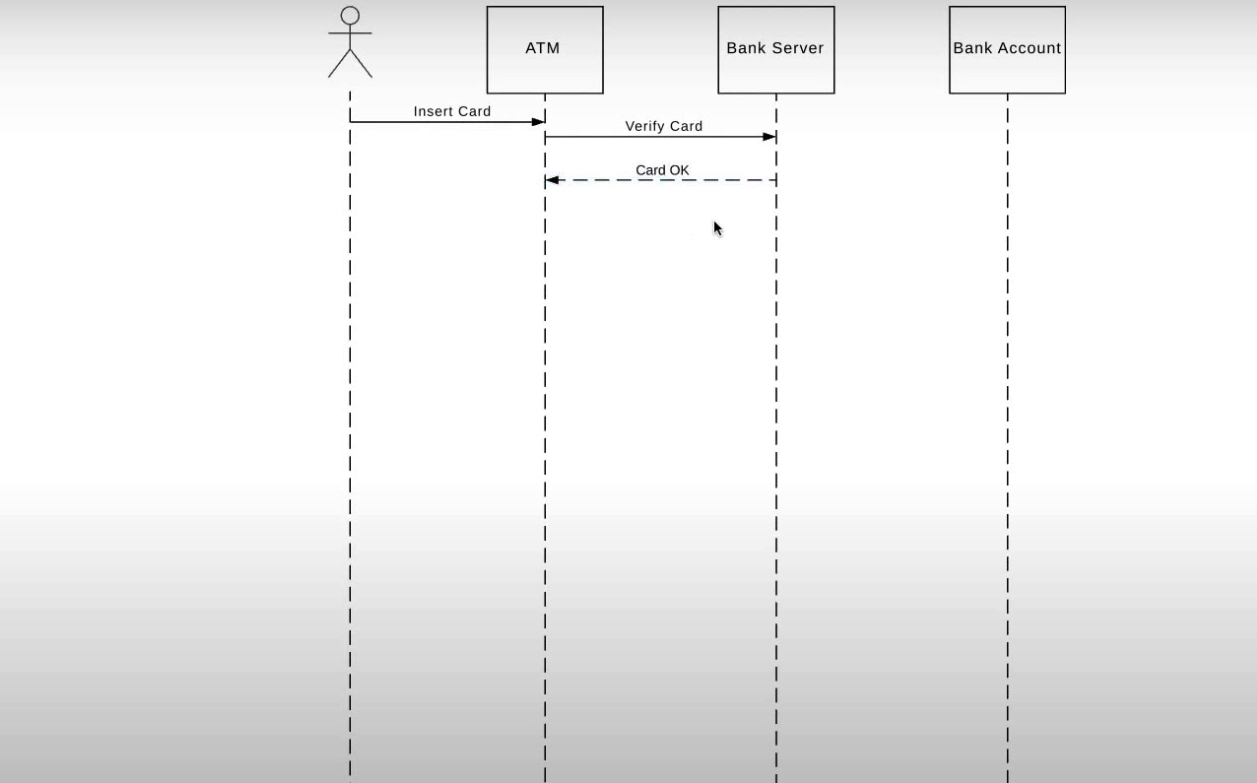 ATM
Bank Server
Bank Account
Insert Card
Verify Card
Card OK